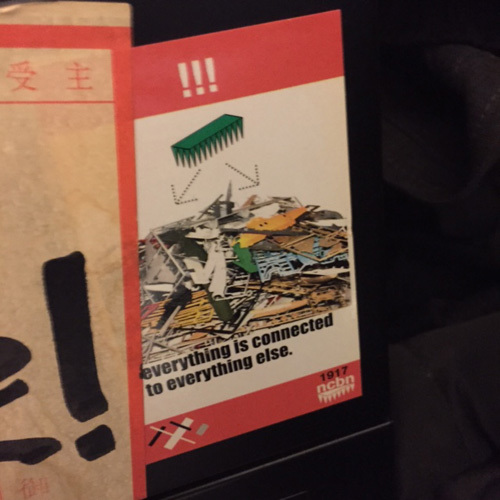 受 主
!!!
!
everything is connected
to everything else.
1917
ncbn